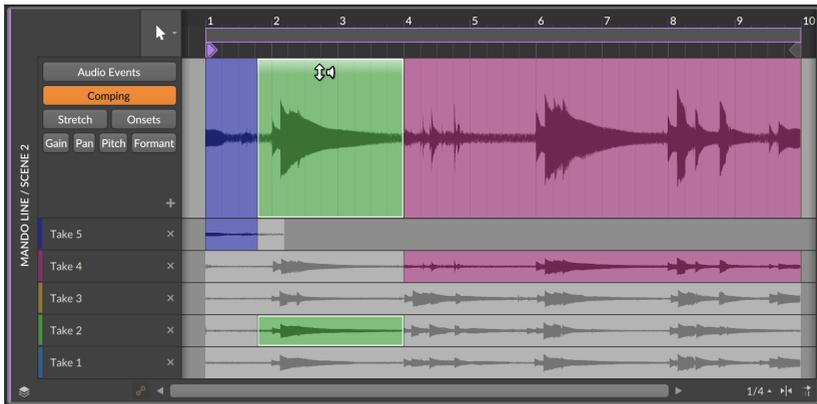 1 2 3 4 5 6 7 8 9 10
Audio Events
Comping
Stretch Onsets
Gain Pan Pitch Formant
+
MANDO LINE / SCENE 2
Take 5 ×
Take 4 ×
Take 3 ×
Take 2 ×
Take 1 ×
1/4